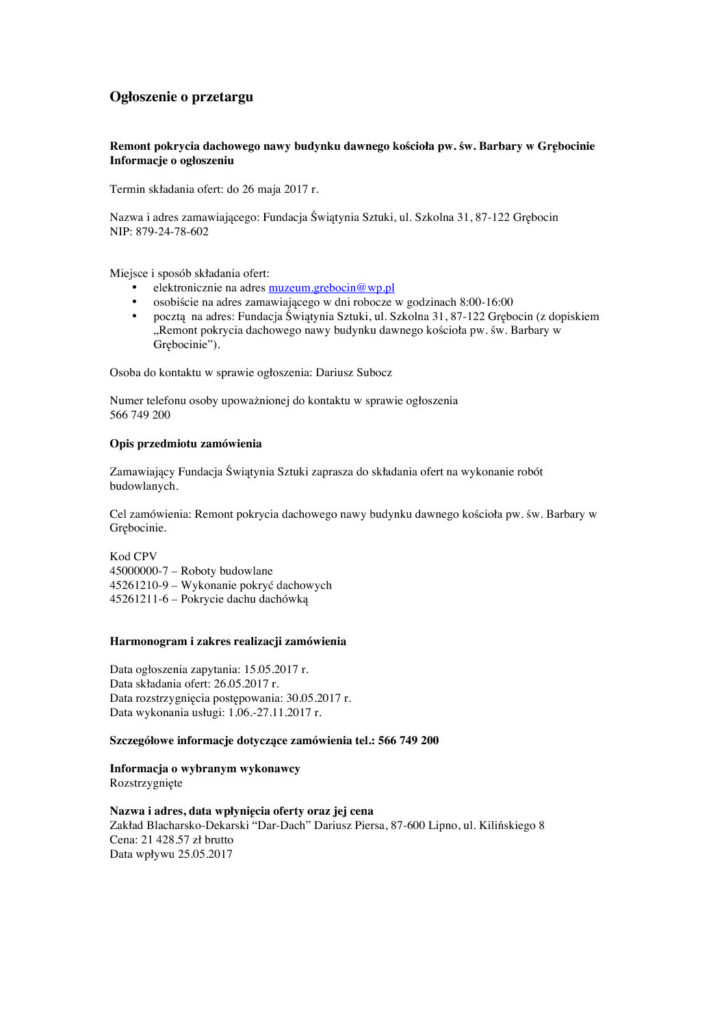 Ogłoszenie o przetargu
Remont pokrycia dachowego nawy budynku dawnego kościoła pw. św. Barbary w Grębocinie
Informacje o ogłoszeniu
Termin składania ofert: do 26 maja 2017 r.
Nazwa i adres zamawiającego: Fundacja Świątynia Sztuki, ul. Szkolna 31, 87-122 Grębocin
NIP: 879-24-78-602
Miejsce i sposób składania ofert:
• elektronicznie na adres muzeum.grebocin@wp.pl
• osobiście na adres zamawiającego w dni robocze w godzinach 8:00-16:00
• pocztą na adres: Fundacja Świątynia Sztuki, ul. Szkolna 31, 87-122 Grębocin (z dopiskiem
„Remont pokrycia dachowego nawy budynku dawnego kościoła pw. św. Barbary w
Grębocinie”).
Osoba do kontaktu w sprawie ogłoszenia: Dariusz Subocz
Numer telefonu osoby upoważnionej do kontaktu w sprawie ogłoszenia
566 749 200
Opis przedmiotu zamówienia
Zamawiający Fundacja Świątynia Sztuki zaprasza do składania ofert na wykonanie robót
budowlanych.
Cel zamówienia: Remont pokrycia dachowego nawy budynku dawnego kościoła pw. św. Barbary w
Grębocinie.
Kod CPV
45000000-7 – Roboty budowlane
45261210-9 – Wykonanie pokryć dachowych
45261211-6 – Pokrycie dachu dachówką
Harmonogram i zakres realizacji zamówienia
Data ogłoszenia zapytania: 15.05.2017 r.
Data składania ofert: 26.05.2017 r.
Data rozstrzygnięcia postępowania: 30.05.2017 r.
Data wykonania usługi: 1.06.-27.11.2017 r.
Szczegółowe informacje dotyczące zamówienia tel.: 566 749 200
Informacja o wybranym wykonawcy
Rozstrzygnięte
Nazwa i adres, data wpłynięcia oferty oraz jej cena
Zakład Blacharsko-Dekarski “Dar-Dach” Dariusz Piersa, 87-600 Lipno, ul. Kilińskiego 8
Cena: 21 428.57 zł brutto
Data wpływu 25.05.2017